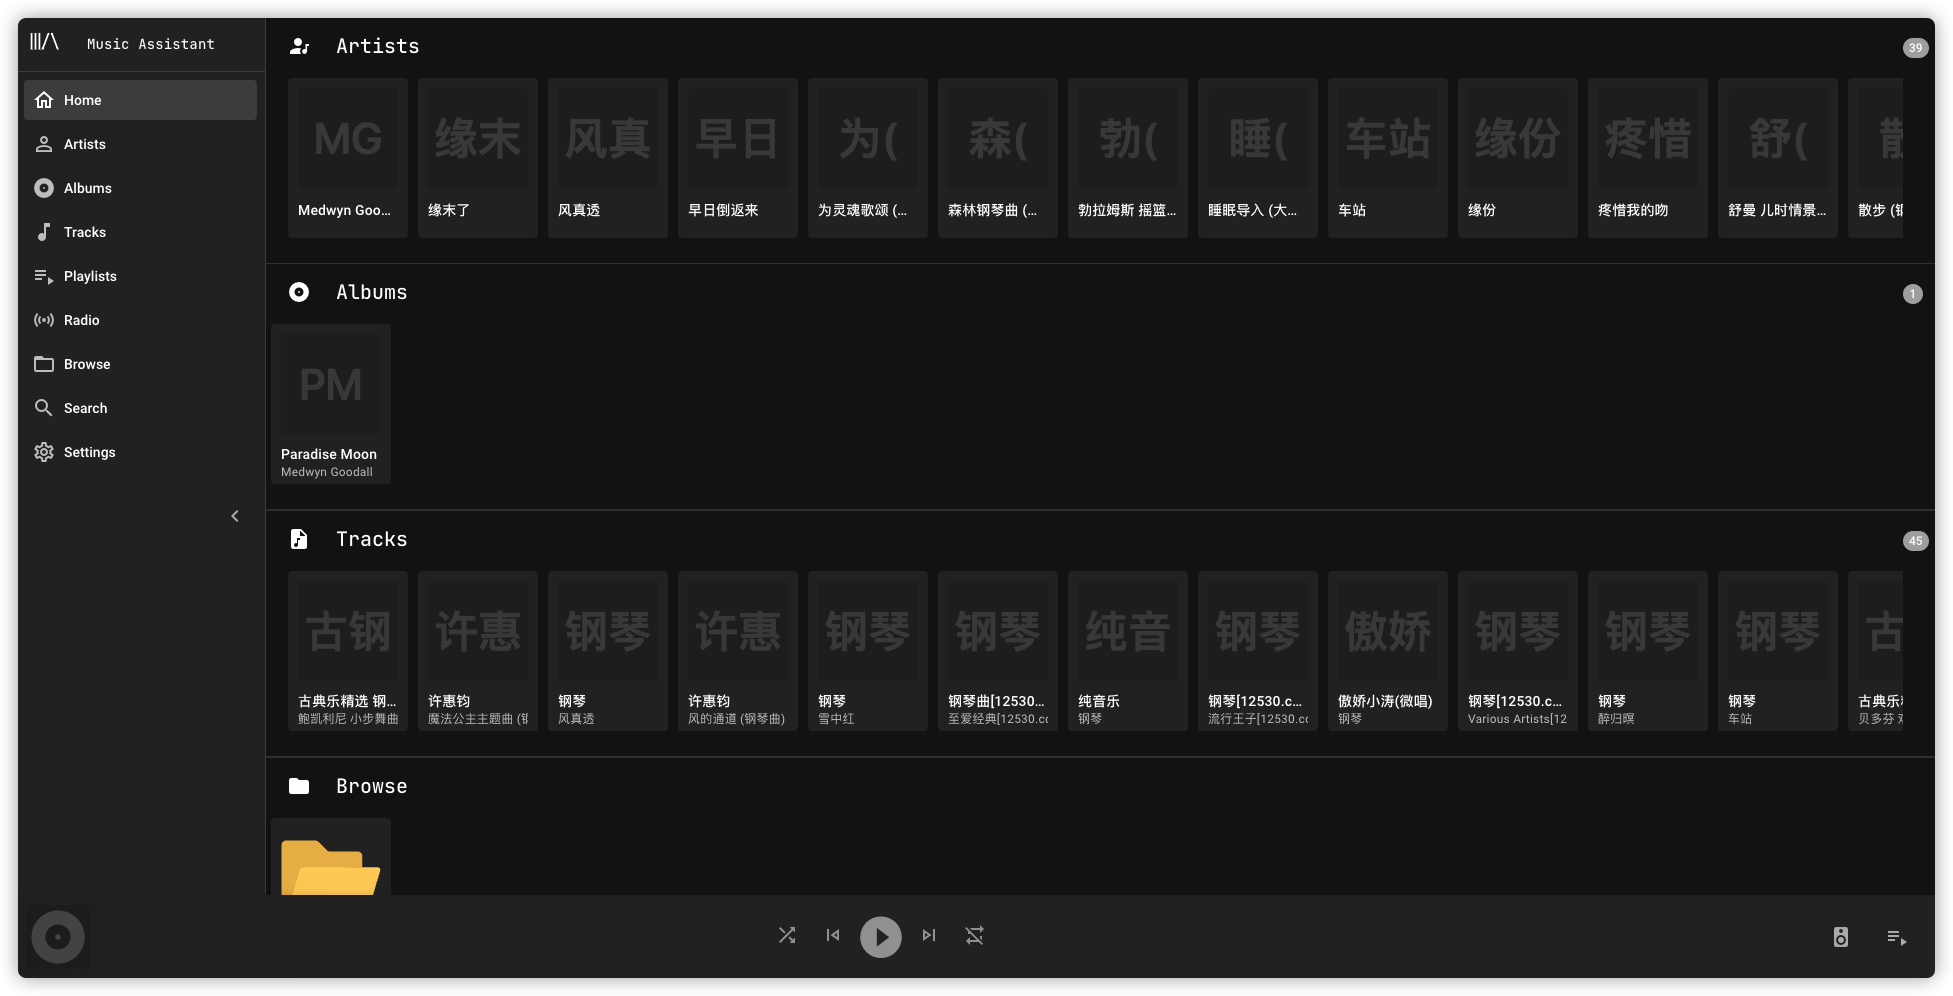 Music Assistant
Home
Artists
Albums
Tracks
Playlists
Radio
Browse
Search
Settings
Artists
39
MG
缘末
风真
早日
为(
森(
勃(
睡(
车站
缘份
疼惜
舒(
Medwyn Goo...
缘末了
风真透
早日倒返来
为灵魂歌颂 (...
森林钢琴曲 (...
勃拉姆斯 摇篮...
睡眠导入 (大...
车站
缘份
疼惜我的吻
舒曼 儿时情景...
散步 (
Albums
1
PM
Paradise Moon
Medwyn Goodall
Tracks
45
古钢
许惠
钢琴
许惠
钢琴
钢琴
纯音
钢琴
傲娇
钢琴
钢琴
钢琴
古
古典乐精选 钢...
许惠钧
钢琴
许惠钧
钢琴
钢琴曲[12530...
纯音乐
钢琴[12530.c...
傲娇小涛(微唱)
钢琴[12530.c...
钢琴
钢琴
古典乐
鲍凯利尼 小步舞曲
魔法公主主题曲 (
风真透
风的通道 (钢琴曲)
雪中红
至爱经典[12530.c
钢琴
流行王子[12530.c
钢琴
Various Artists[12
醉归暝
车站
贝多芬
Browse